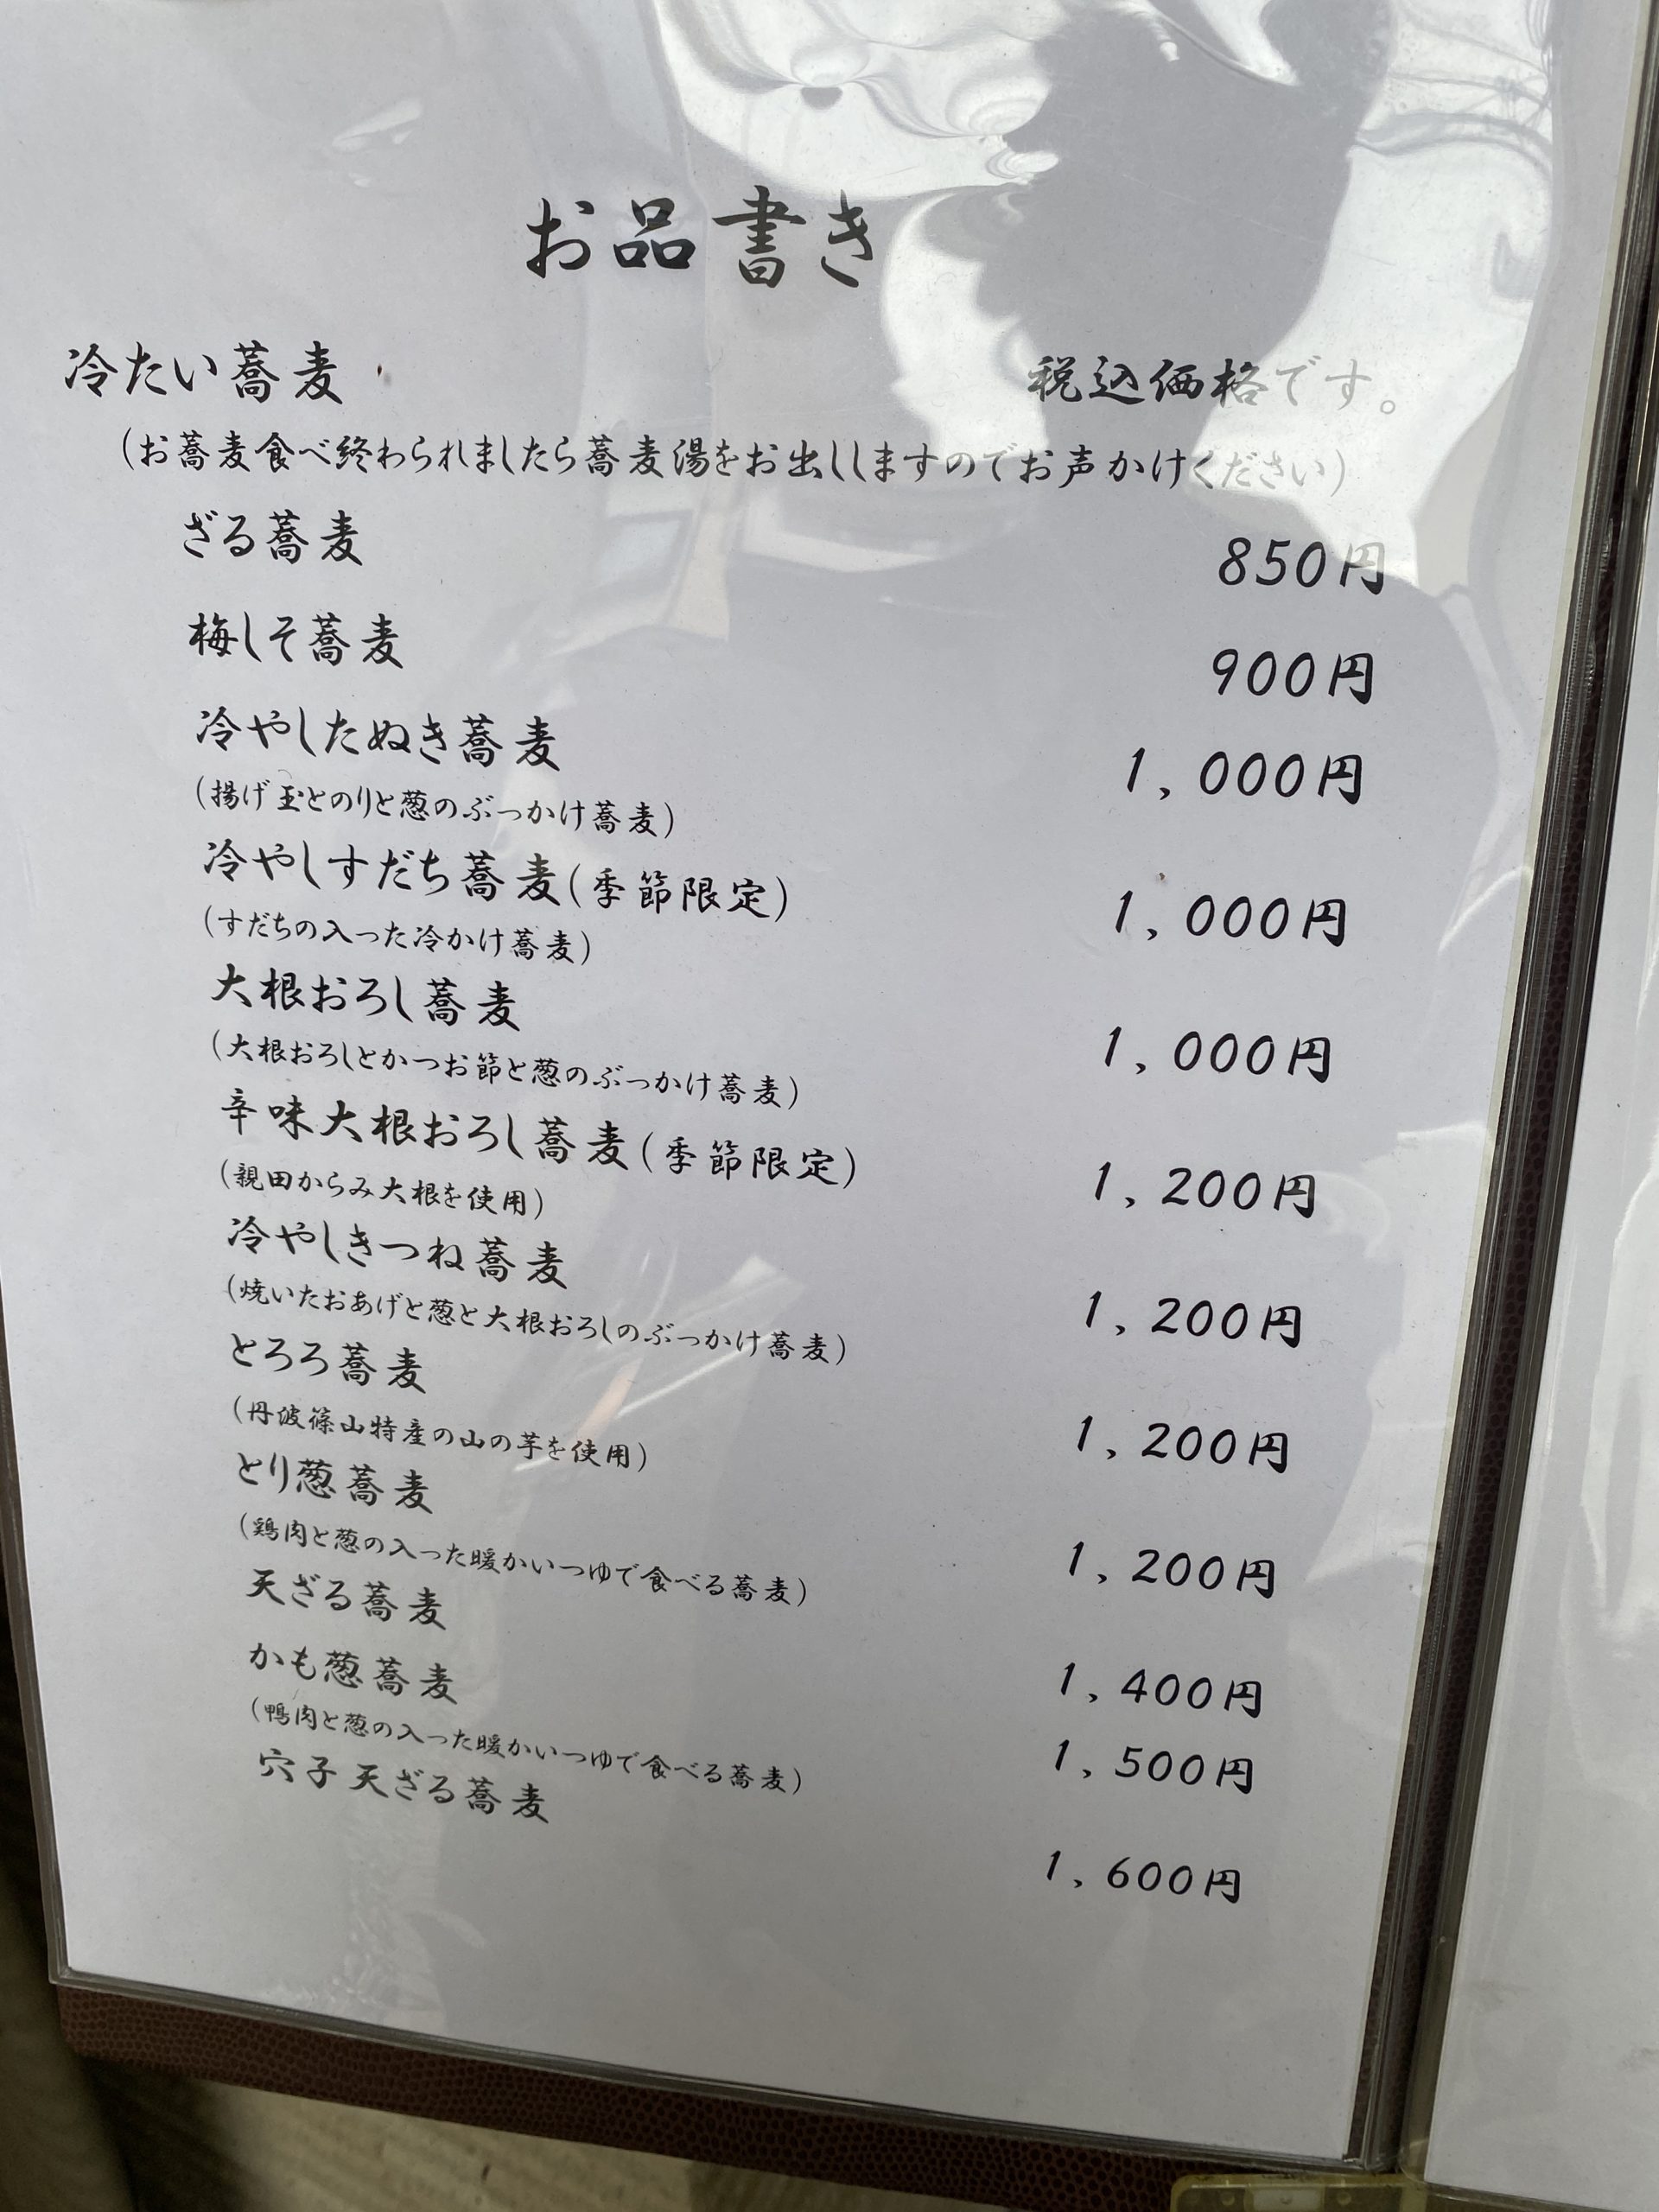 お品書き
冷たい蕎麦 税込価格です。
(お蕎麦食べ終わられましたら蕎麦湯をお出ししますのでお声かけください)
ざる蕎麦 850円
梅しそ蕎麦 900円
冷やしたぬき蕎麦 1,000円
(揚げ玉とのりと葱のぶっかけ蕎麦)
冷やしすだち蕎麦(季節限定) 1,000円
(すだちの入った冷かけ蕎麦)
大根おろし蕎麦 1,000円
(大根おろしとかつお節と葱のぶっかけ蕎麦)
辛味大根おろし蕎麦(季節限定) 1,200円
(親田からみ大根を使用)
冷やしきつね蕎麦 1,200円
(焼いたおあげと葱と大根おろしのぶっかけ蕎麦)
とろろ蕎麦 1,200円
(丹波篠山特産の山の芋を使用)
とり葱蕎麦 1,200円
(鶏肉と葱の入った暖かいつゆで食べる蕎麦)
天ざる蕎麦 1,400円
かも葱蕎麦 1,500円
(鴨肉と葱の入った暖かいつゆで食べる蕎麦)
穴子天ざる蕎麦 1,600円